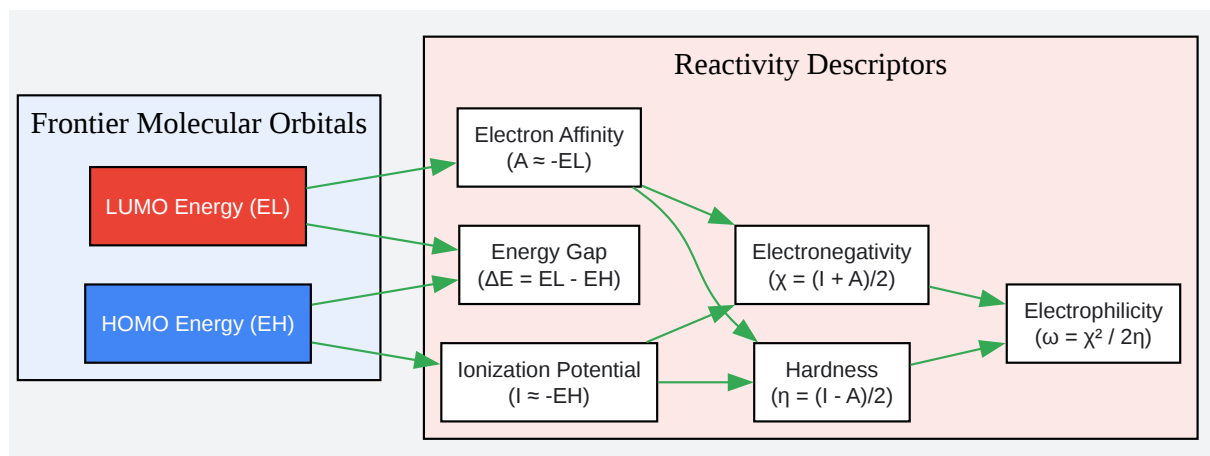 Frontier Molecular Orbitals
LUMO Energy (EL)
HOMO Energy (EH)
Reactivity Descriptors
Electron Affinity
(A ≈ -EL)
Energy Gap
(ΔE = EL - EH)
Ionization Potential
(I ≈ -EH)
Electronegativity
(χ = (I + A)/2)
Hardness
(η = (I - A)/2)
Electrophilicity
(ω = χ² / 2η)